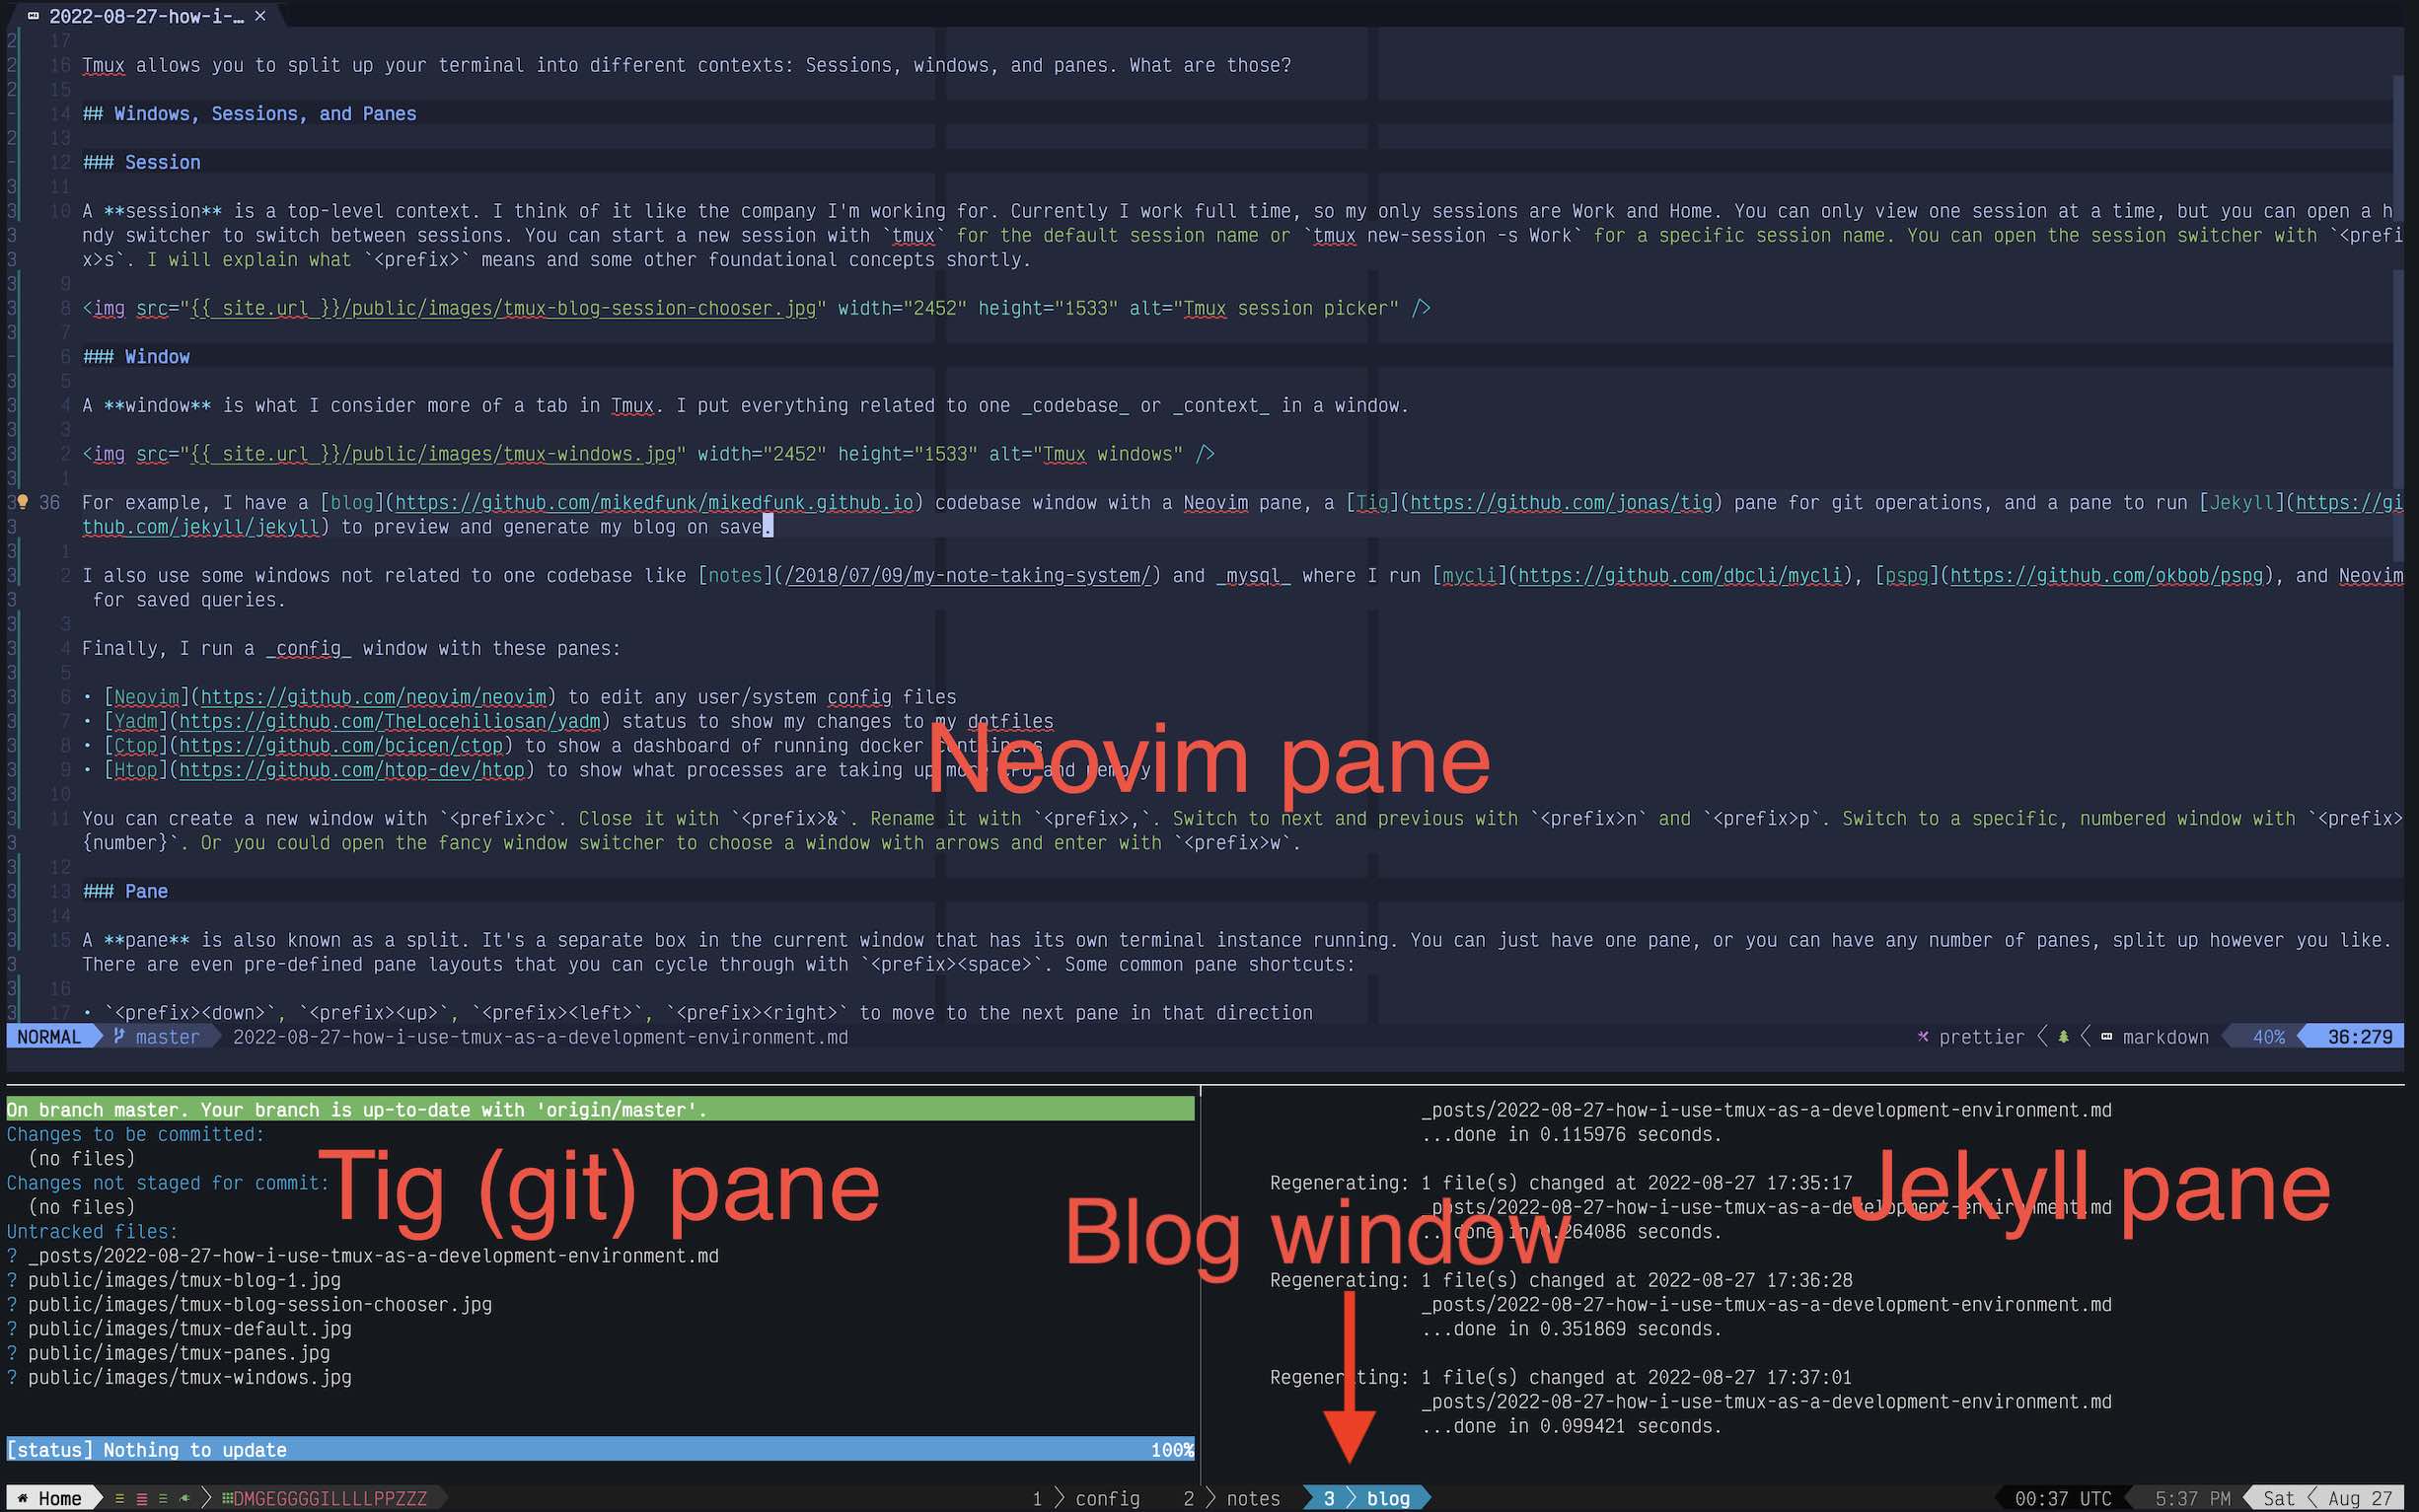 2022-08-27-how-i-… ×
17
16 Tmux allows you to split up your terminal into different contexts: Sessions, windows, and panes. What are those?
15
14 ## Windows, Sessions, and Panes
13
12 ### Session
11
10 A **session** is a top-level context. I think of it like the company I'm working for. Currently I work full time, so my only sessions are Work and Home. You can only view one session at a time, but you can open a h
ndy switcher to switch between sessions. You can start a new session with `tmux` for the default session name or `tmux new-session -s Work` for a specific session name. You can open the session switcher with `<prefi
x>s`. I will explain what `<prefix>` means and some other foundational concepts shortly.
9
8 <img src="{{ site.url }}/public/images/tmux-blog-session-chooser.jpg" width="2452" height="1533" alt="Tmux session picker" />
7
6 ### Window
5
4 A **window** is what I consider more of a tab in Tmux. I put everything related to one _codebase_ or _context_ in a window.
3
2 <img src="{{ site.url }}/public/images/tmux-windows.jpg" width="2452" height="1533" alt="Tmux windows" />
1
36 For example, I have a [blog](https://github.com/mikedfunk/mikedfunk.github.io) codebase window with a Neovim pane, a [Tig](https://github.com/jonas/tig) pane for git operations, and a pane to run [Jekyll](https://gi
thub.com/jekyll/jekyll) to preview and generate my blog on save.
1
2 I also use some windows not related to one codebase like [notes](/2018/07/09/my-note-taking-system/) and _mysql_ where I run [mycli](https://github.com/dbcli/mycli), [pspg](https://github.com/okbob/pspg), and Neovim
for saved queries.
3
4 Finally, I run a _config_ window with these panes:
5
6 • [Neovim](https://github.com/neovim/neovim) to edit any user/system config files
7 • [Yadm](https://github.com/TheLocehiliosan/yadm) status to show my changes to my dotfiles
8 • [Ctop](https://github.com/bcicen/ctop) to show a dashboard of running docker containers
9 • [Htop](https://github.com/htop-dev/htop) to show what processes are taking up more CPU and memory
Neovim pane
10
11 You can create a new window with `<prefix>c`. Close it with `<prefix>&`. Rename it with `<prefix>,`. Switch to next and previous with `<prefix>n` and `<prefix>p`. Switch to a specific, numbered window with `<prefix>
{number}`. Or you could open the fancy window switcher to choose a window with arrows and enter with `<prefix>w`.
12
13 ### Pane
14
15 A **pane** is also known as a split. It's a separate box in the current window that has its own terminal instance running. You can just have one pane, or you can have any number of panes, split up however you like.
There are even pre-defined pane layouts that you can cycle through with `<prefix><space>`. Some common pane shortcuts:
16
17 • `<prefix><down>`, `<prefix><up>`, `<prefix><left>`, `<prefix><right>` to move to the next pane in that direction
NORMAL master 2022-08-27-how-i-use-tmux-as-a-development-environment.md prettier markdown 40% 36:279
On branch master. Your branch is up-to-date with 'origin/master'.
Changes to be committed:
(no files)
Changes not staged for commit:
(no files)
Untracked files:
? _posts/2022-08-27-how-i-use-tmux-as-a-development-environment.md
? public/images/tmux-blog-1.jpg
? public/images/tmux-blog-session-chooser.jpg
? public/images/tmux-default.jpg
? public/images/tmux-panes.jpg
? public/images/tmux-windows.jpg
[status] Nothing to update 100%
Tig (git) pane
_posts/2022-08-27-how-i-use-tmux-as-a-development-environment.md
...done in 0.115976 seconds.
Regenerating: 1 file(s) changed at 2022-08-27 17:35:17
_posts/2022-08-27-how-i-use-tmux-as-a-development-environment.md
...done in 0.264086 seconds.
Regenerating: 1 file(s) changed at 2022-08-27 17:36:28
_posts/2022-08-27-how-i-use-tmux-as-a-development-environment.md
...done in 0.351869 seconds.
Regenerating: 1 file(s) changed at 2022-08-27 17:37:01
_posts/2022-08-27-how-i-use-tmux-as-a-development-environment.md
...done in 0.099421 seconds.
Jekyll pane
Blog window
Home DMGEGGGGILLLLPPZZZ 1 config 2 notes 3 blog 00:37 UTC 5:37 PM Sat Aug 27